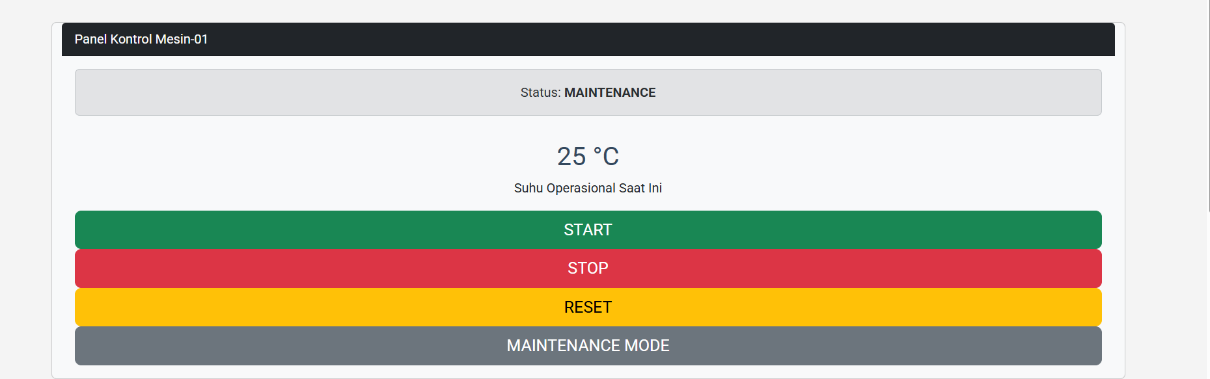 Panel Kontrol Mesin-01
Status: MAINTENANCE
25 °C
Suhu Operasional Saat Ini
START
STOP
RESET
MAINTENANCE MODE